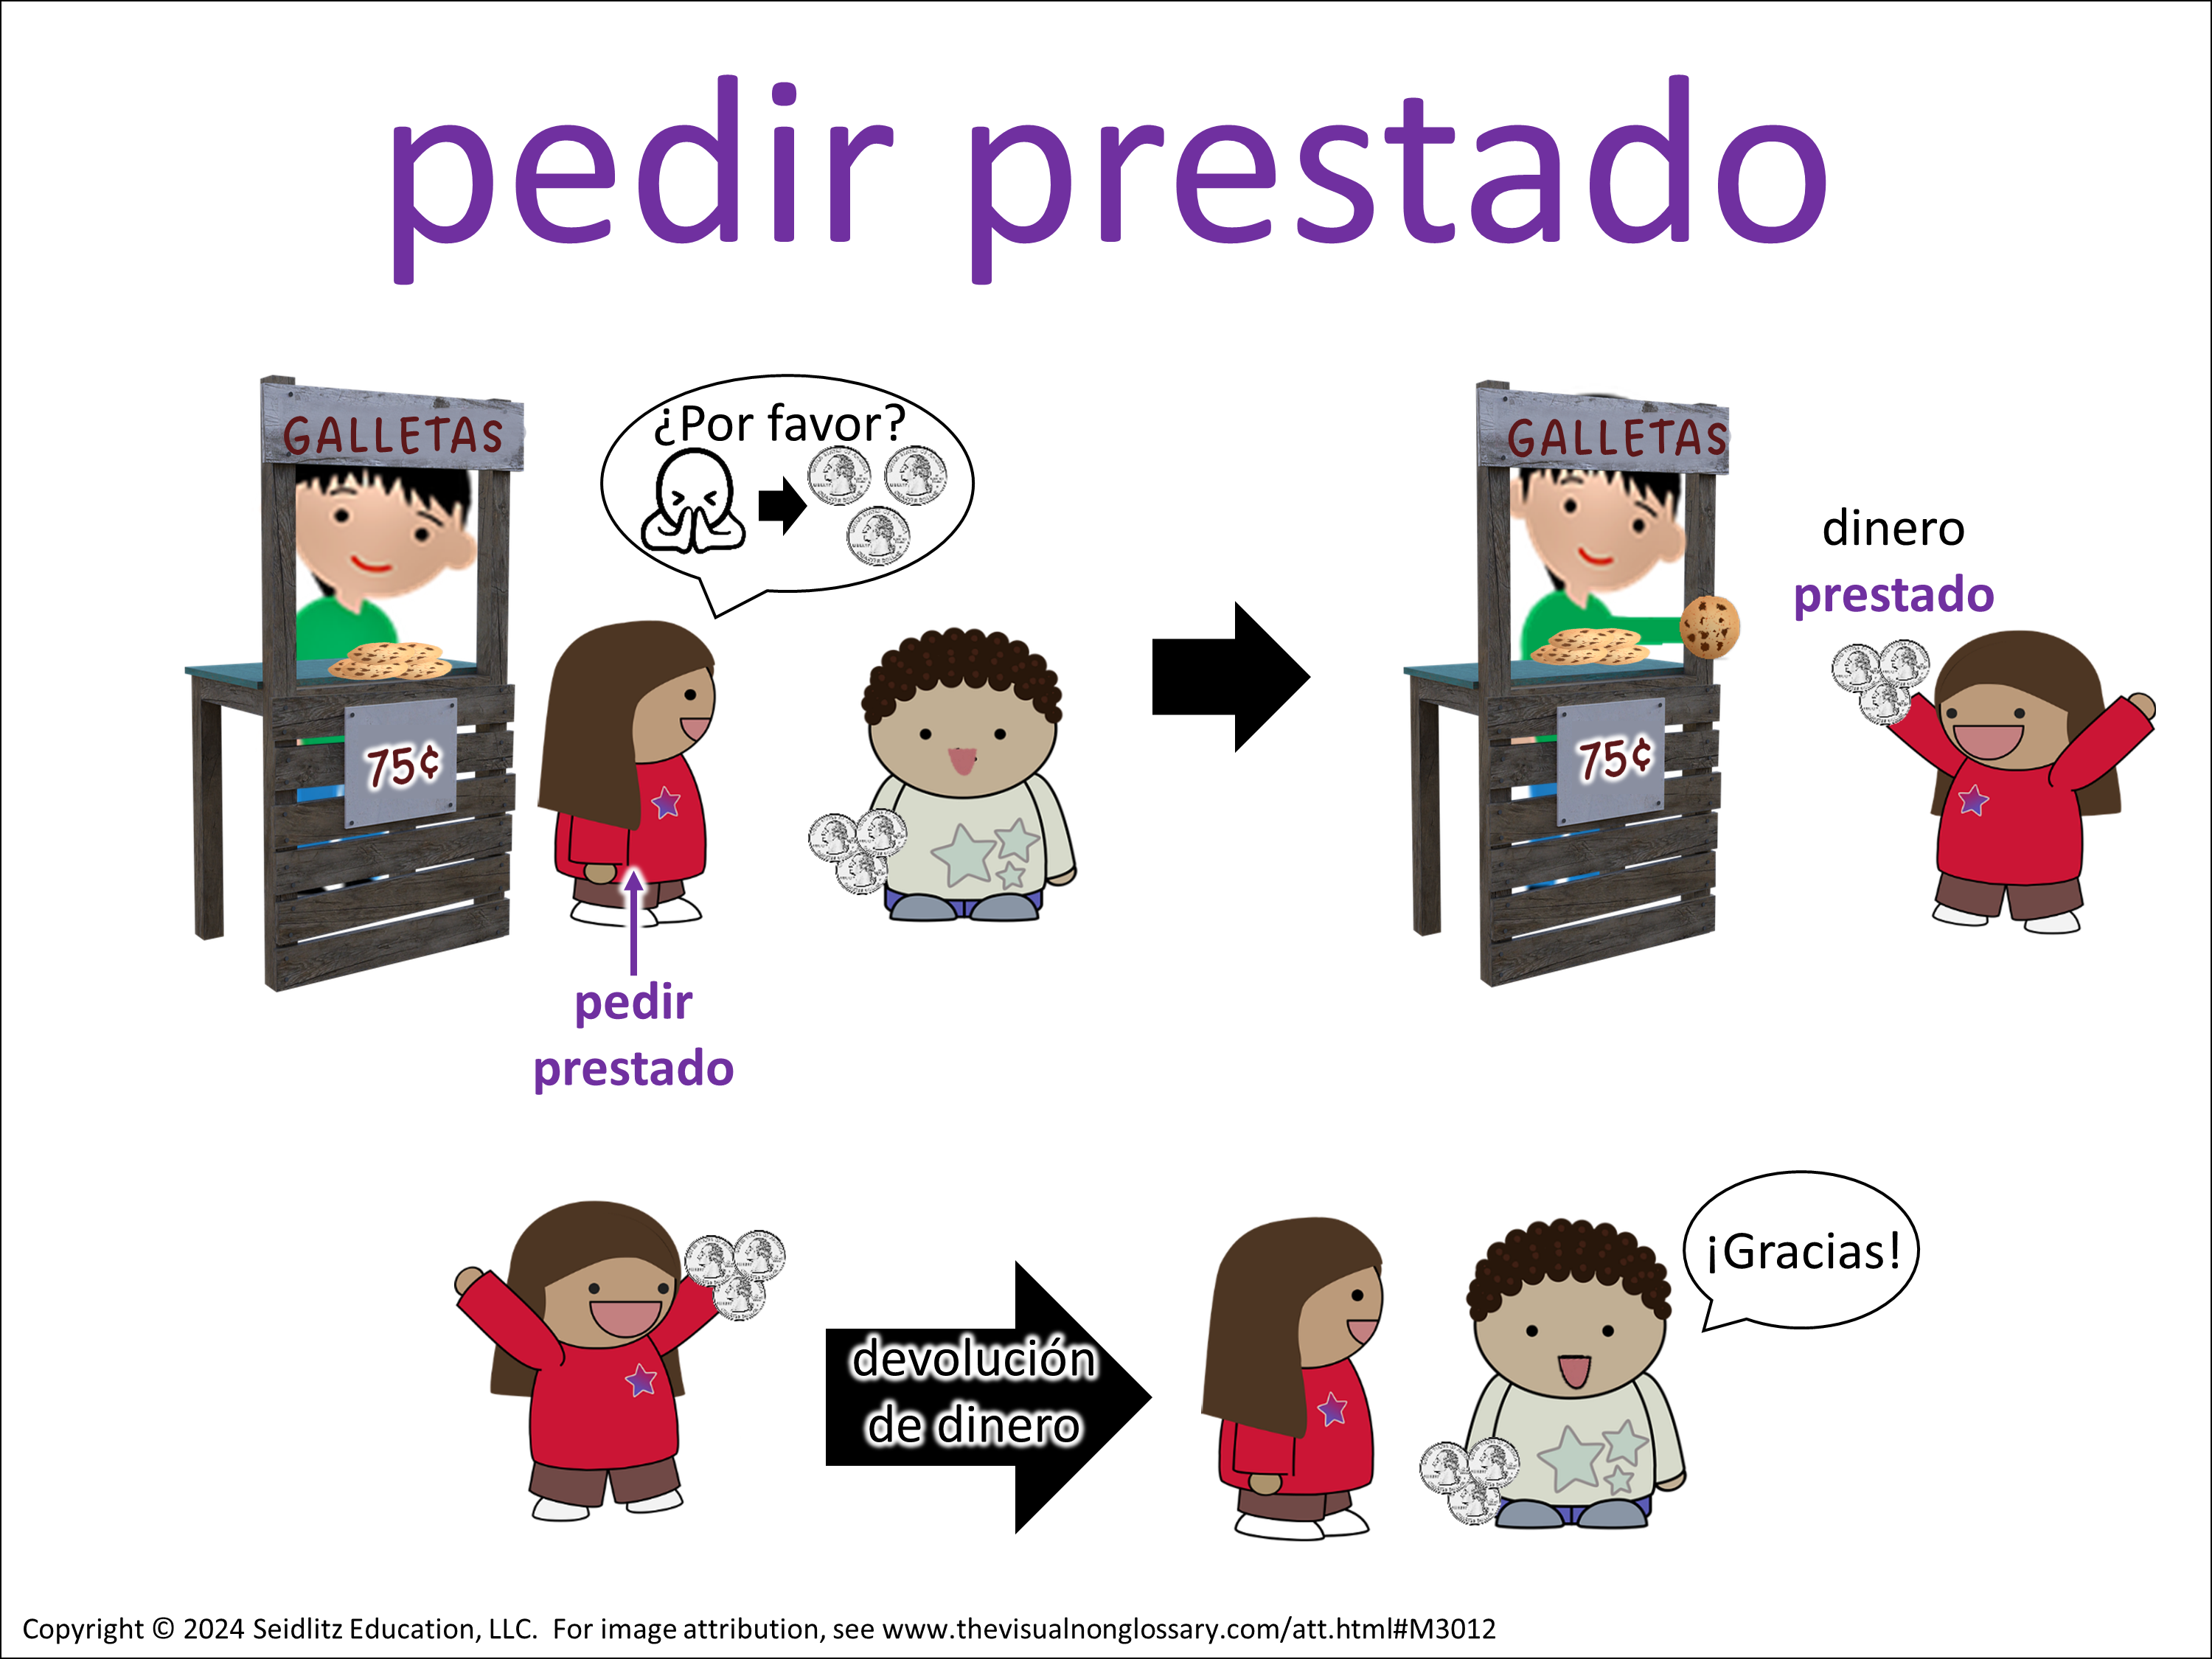 pedir prestado
GALLETAS
¿Por favor?
75¢
pedir
prestado
GALLETAS
dinero
prestado
75¢
devolución
de dinero
¡Gracias!
Copyright © 2024 Seidlitz Education, LLC.  For image attribution, see www.thevisualnonglossary.com/att.html#M3012